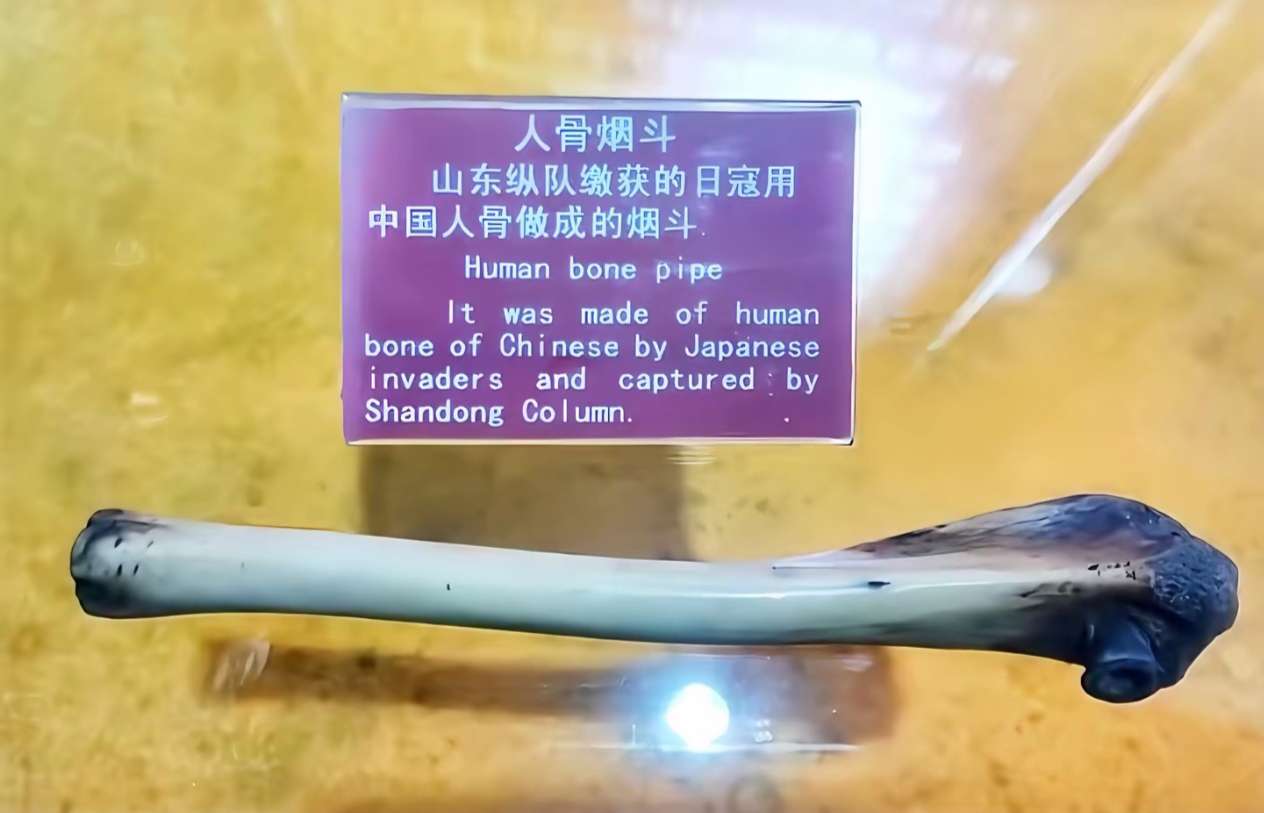 人骨烟斗
山东纵队缴获的日寇用
中国人骨做成的烟斗.
Human bone pipe
It was made of human
bone of Chinese by Japanese
invaders and captured by
Shandong Column.